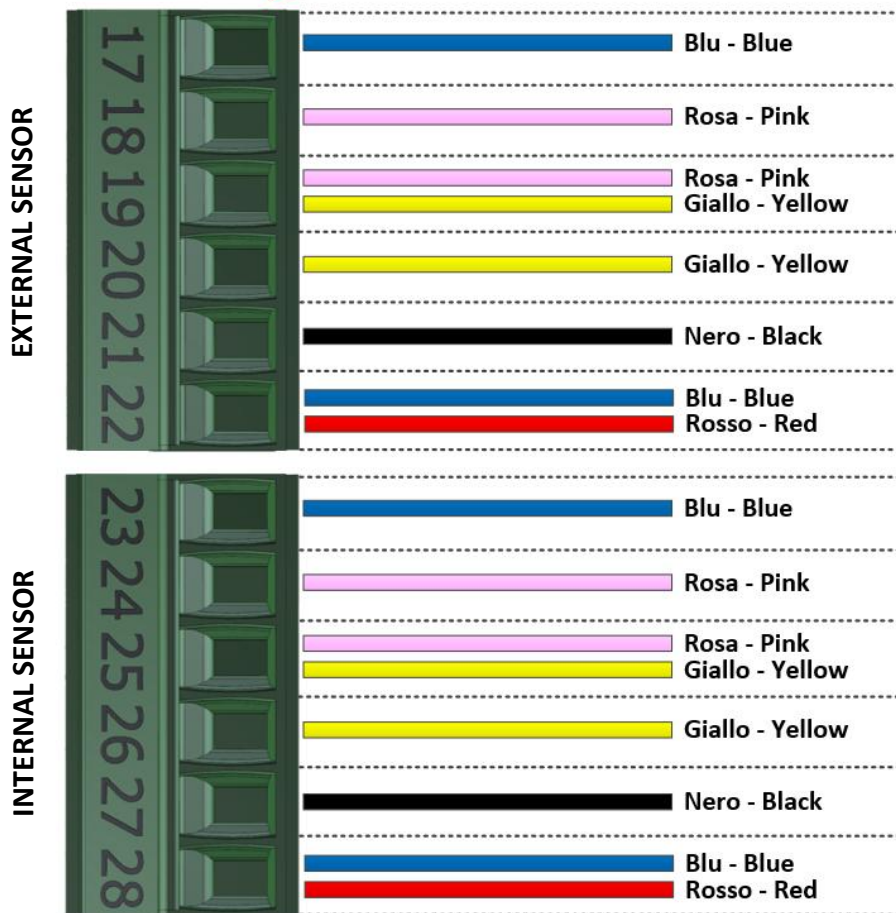 EXTERNAL SENSOR
17 Blu - Blue
18 Rosa - Pink
19 Rosa - Pink
Giallo - Yellow
20 Giallo - Yellow
21 Nero - Black
22 Blu - Blue
Rosso - Red
INTERNAL SENSOR
23 Blu - Blue
24 Rosa - Pink
25 Rosa - Pink
Giallo - Yellow
26 Giallo - Yellow
27 Nero - Black
28 Blu - Blue
Rosso - Red